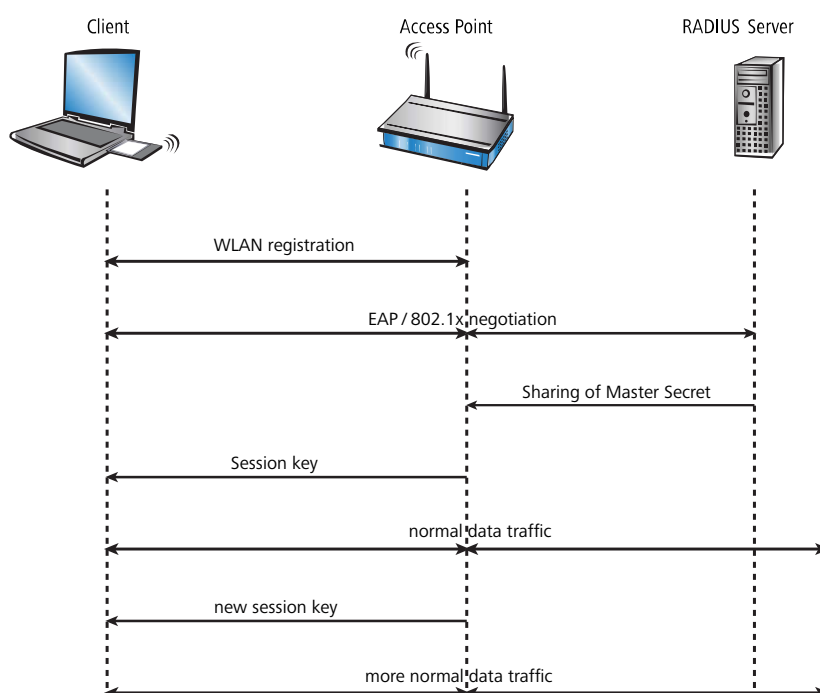 Client
Access Point
RADIUS Server
WLAN registration
EAP / 802.1x negotiation
Sharing of Master Secret
Session key
normal data traffic
new session key
more normal data traffic